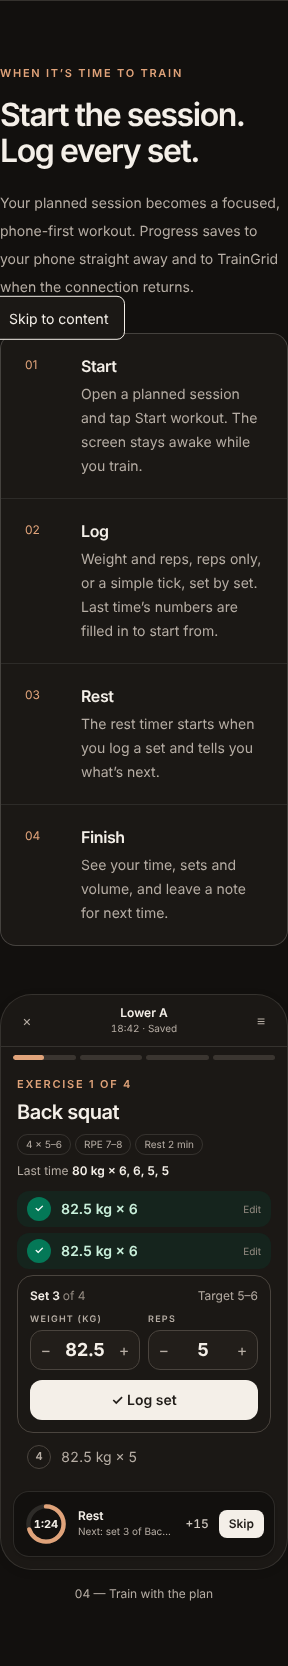 WHEN IT’S TIME TO TRAIN
Start the session.
Log every set.
Your planned session becomes a focused,
phone-first workout. Progress saves to
your phone straight away and to TrainGrid
when the connection returns.
Skip to content
01
Start
Open a planned session
and tap Start workout. The
screen stays awake while
you train.
02
Log
Weight and reps, reps only,
or a simple tick, set by set.
Last time’s numbers are
filled in to start from.
03
Rest
The rest timer starts when
you log a set and tells you
what’s next.
04
Finish
See your time, sets and
volume, and leave a note
for next time.
× Lower A ≡
18:42 · Saved
EXERCISE 1 OF 4
Back squat
4 × 5–6 RPE 7–8 Rest 2 min
Last time 80 kg × 6, 6, 5, 5
✓ 82.5 kg × 6 Edit
✓ 82.5 kg × 6 Edit
Set 3 of 4 Target 5–6
WEIGHT (KG) REPS
− 82.5 + − 5 +
✓ Log set
4 82.5 kg × 5
1:24 Rest +15 Skip
Next: set 3 of Bac...
04 — Train with the plan